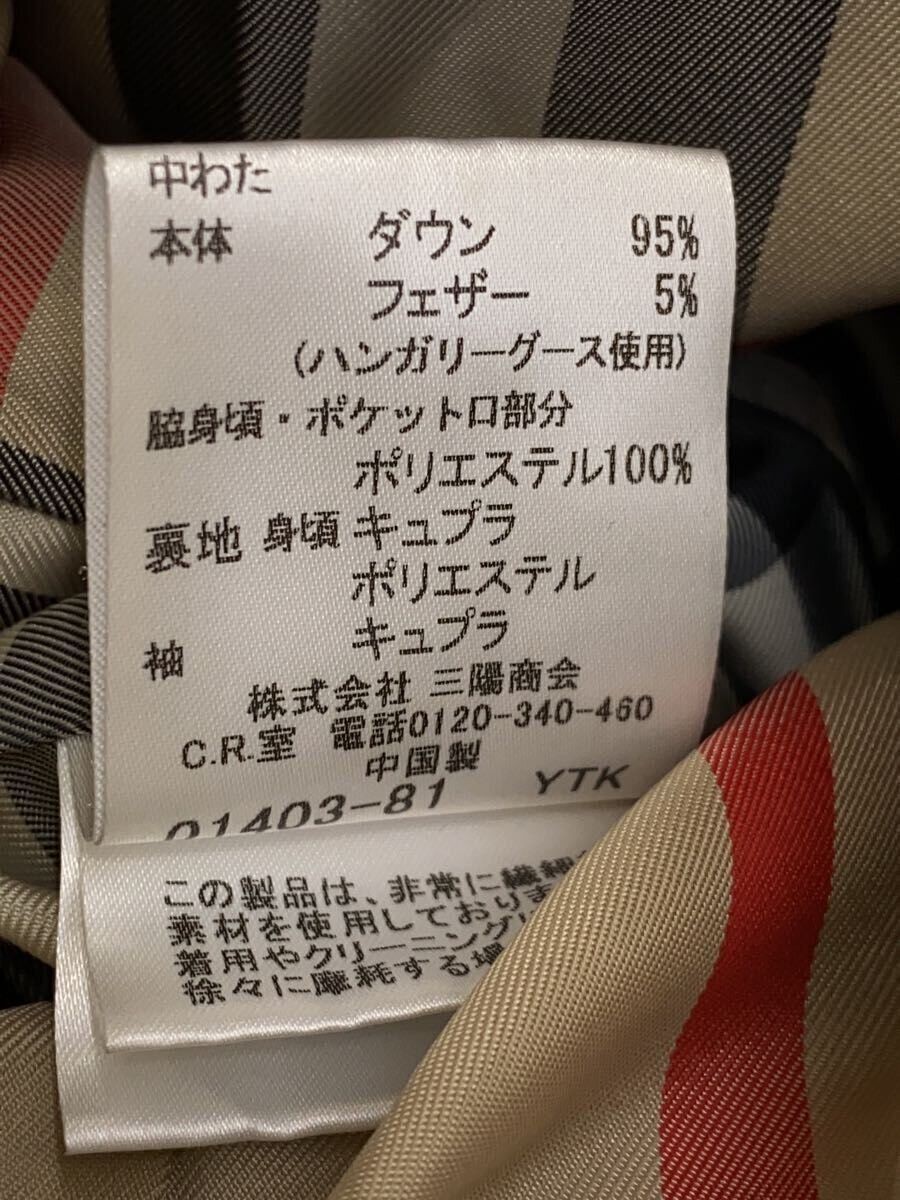 中わた
本体 ダウン 95%
フェザー 5%
(ハンガリーグース使用)
脇身頃・ポケット口部分
ポリエステル100%
裏地 身頃 キュプラ
ポリエステル
袖 キュプラ
株式会社 三陽商会
C.R.室 電話0120-340-460
中国製
01403-81 YTK
この製品は、非常に繊細
素材を使用しておりま
着用やクリーニング
徐々に摩耗する場